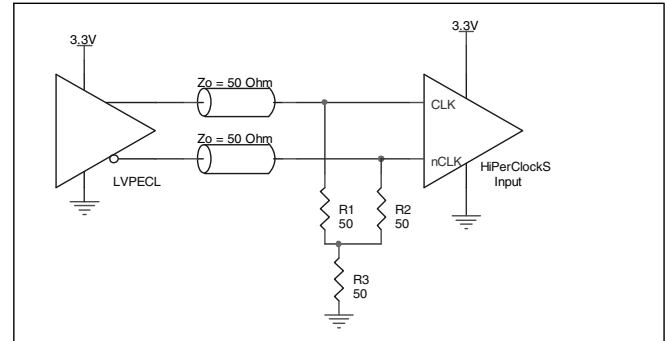 3.3V
3.3V
Zo = 50 Ohm
CLK
Zo = 50 Ohm
nCLK
LVPECL
HiPerClockS
Input
R1
50
R2
50
R3
50